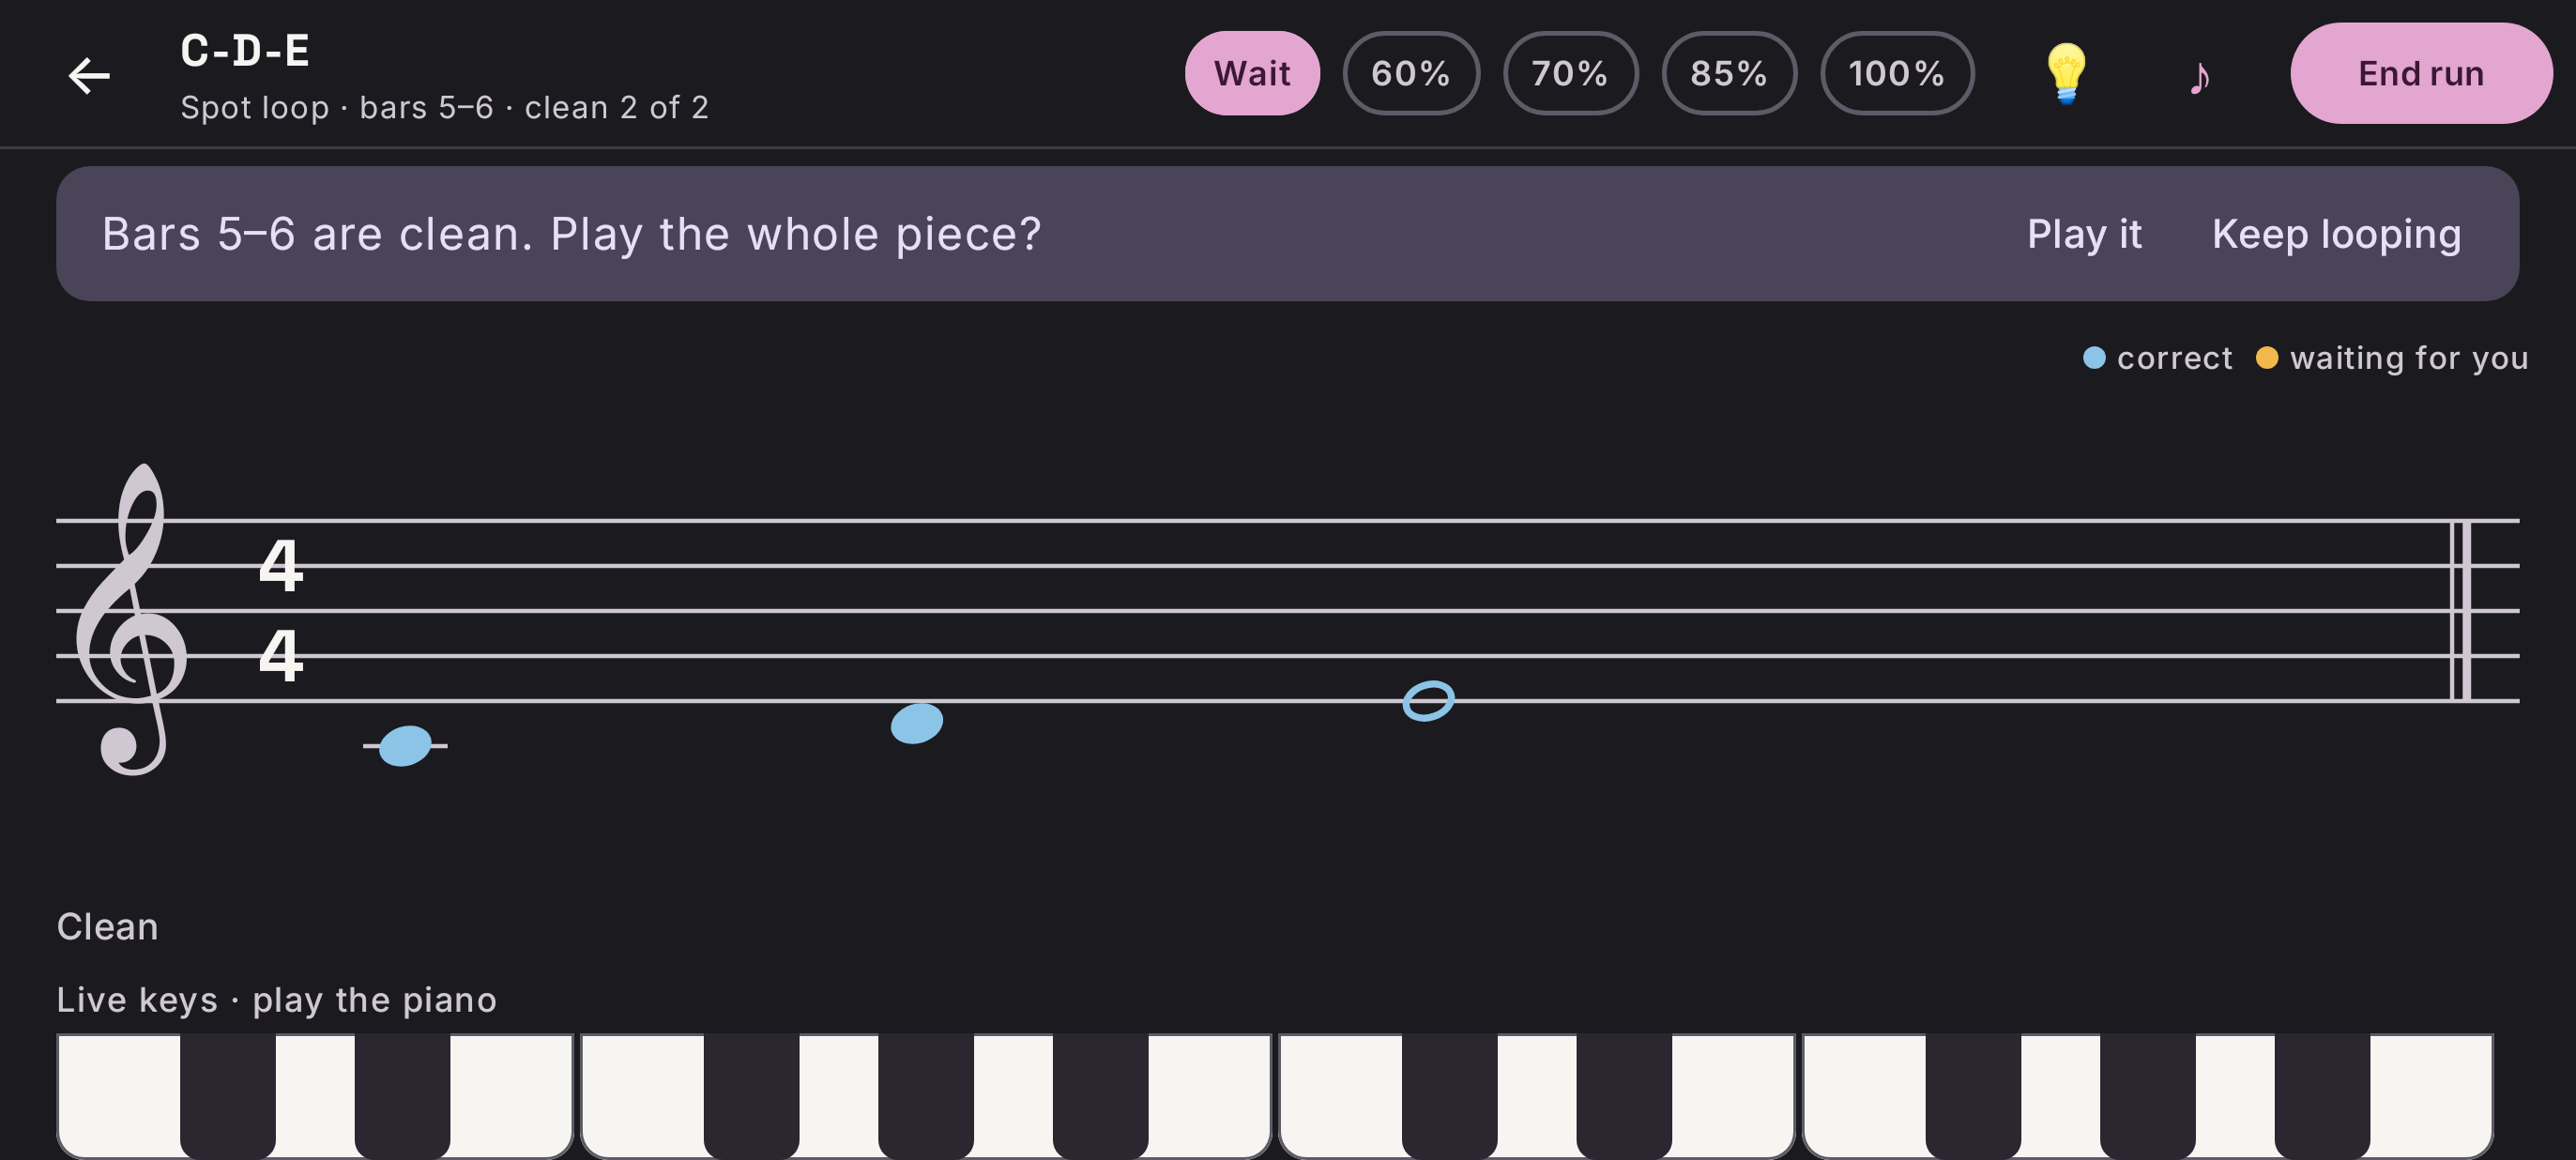 C-D-E
Spot loop · bars 5–6 · clean 2 of 2
Wait 60% 70% 85% 100% End run
Bars 5–6 are clean. Play the whole piece? Play it Keep looping
correct waiting for you
4
4
Clean
Live keys · play the piano